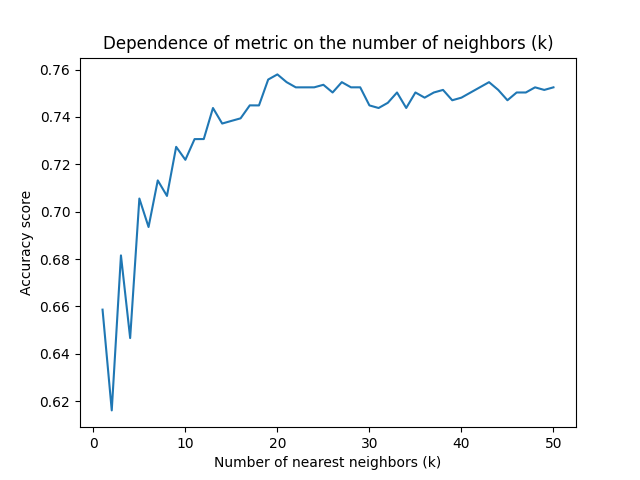 Dependence of metric on the number of neighbors (k)
0.76
0.74
0.72
0.70
0.68
0.66
0.64
0.62
Accuracy score
0 10 20 30 40 50
Number of nearest neighbors (k)